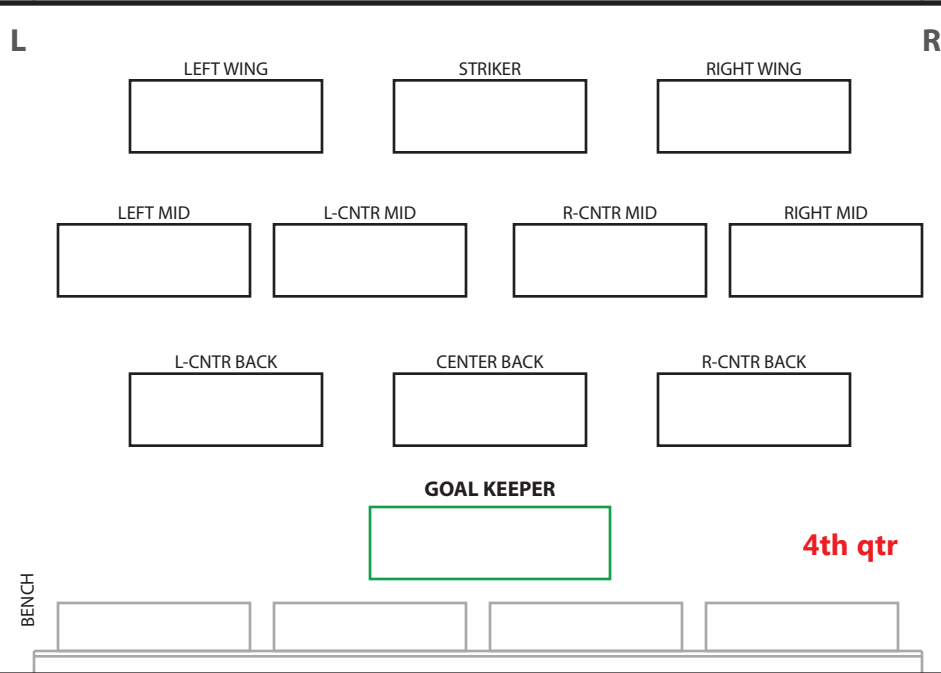 L R
LEFT WING STRIKER RIGHT WING
LEFT MID L-CNTR MID R-CNTR MID RIGHT MID
L-CNTR BACK CENTER BACK R-CNTR BACK
GOAL KEEPER
4th qtr
BENCH